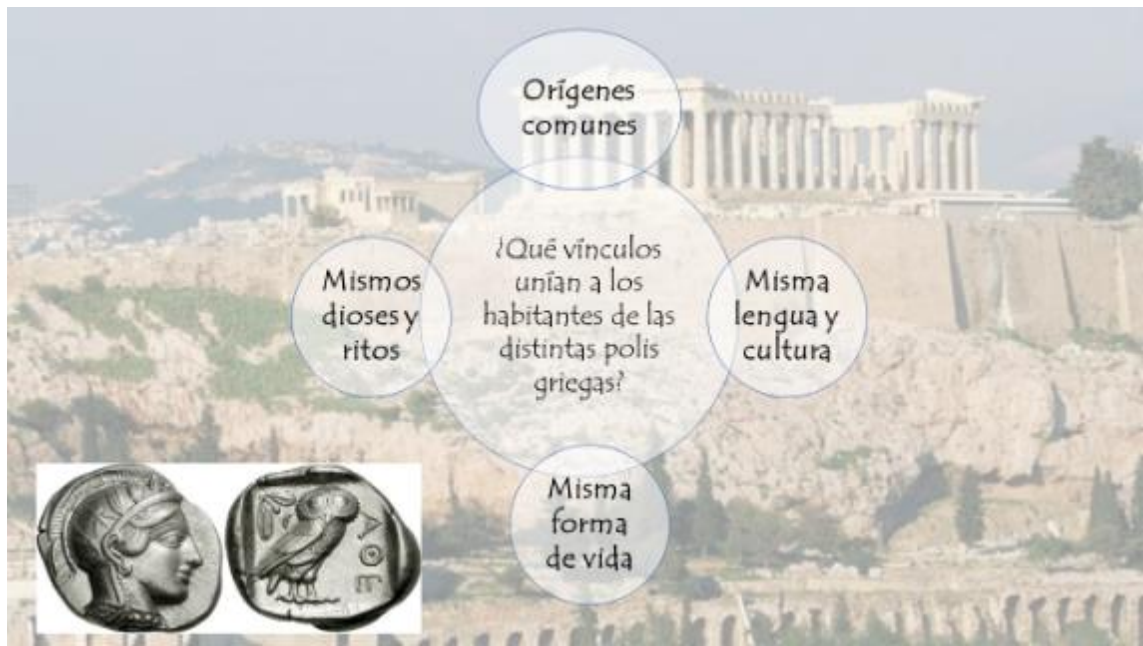 Orígenes
comunes
¿Qué vínculos
unían a los
habitantes de las
distintas polis
griegas?
Mismos
dioses y
ritos
Misma
lengua y
cultura
Misma
forma
de vida
ΑΘΕ